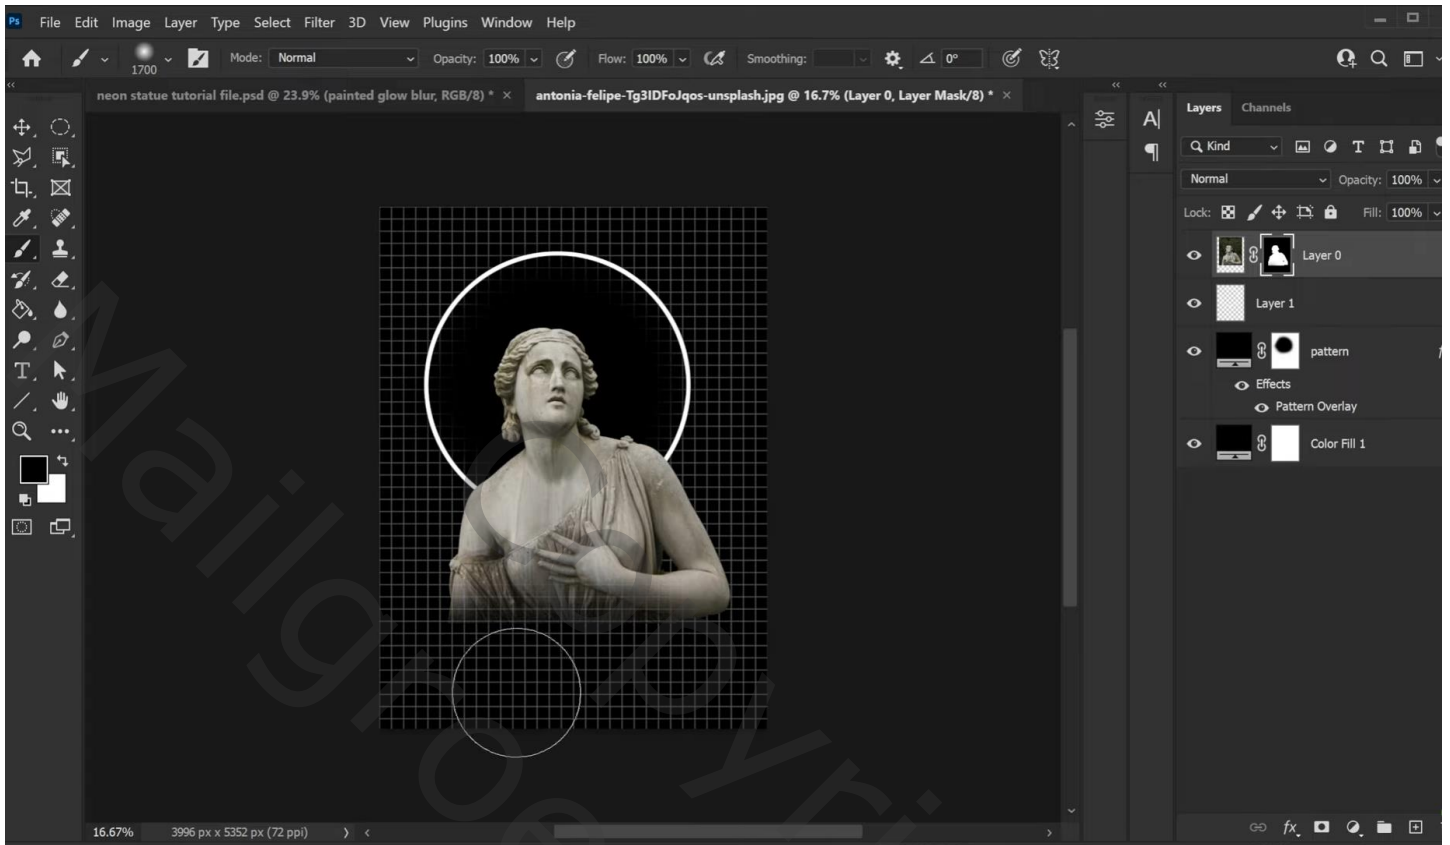 Ps File Edit Image Layer Type Select Filter 3D View Plugins Window Help
1700 Mode: Normal Opacity: 100% Flow: 100% Smoothing: 0°
neon statue tutorial file.psd @ 23.9% (painted glow blur, RGB/8) * × antonia-felipe-Tg3IDFoJqos-unsplash.jpg @ 16.7% (Layer 0, Layer Mask/8) * ×
Layers Channels
Kind
Normal Opacity: 100%
Lock: Fill: 100%
Layer 0
Layer 1
pattern
Effects
Pattern Overlay
Color Fill 1
16.67% 3996 px x 5352 px (72 ppi)